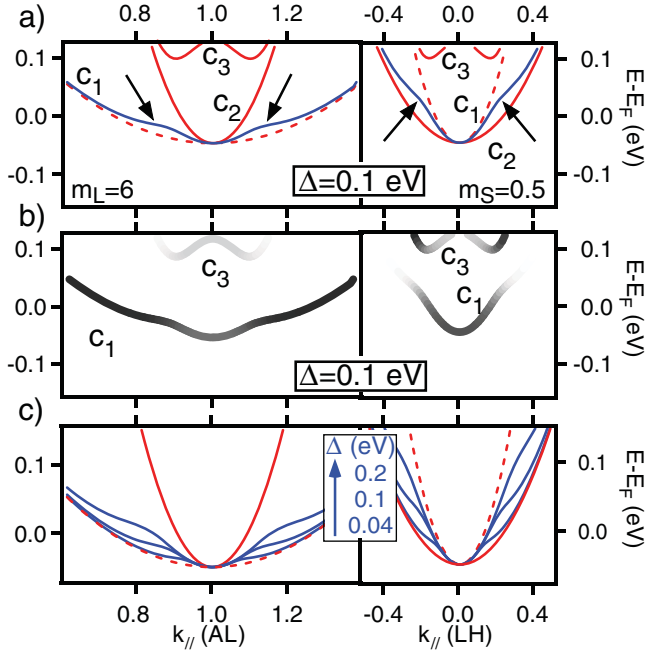 a)
0.8 1.0 1.2 -0.4 0.0 0.4
0.1 0.0 -0.1
c1 c3 c2
mL=6
Δ=0.1 eV
c3 c1 c2
mS=0.5
0.1 0.0 -0.1
E-EF (eV)
b)
0.1 0.0 -0.1
c3
c1
Δ=0.1 eV
c3
c1
0.1 0.0 -0.1
E-EF (eV)
c)
0.1 0.0
Δ (eV)
0.2
0.1
0.04
0.1 0.0
E-EF (eV)
0.8 1.0 1.2 -0.4 0.0 0.4
k// (AL) k// (LH)